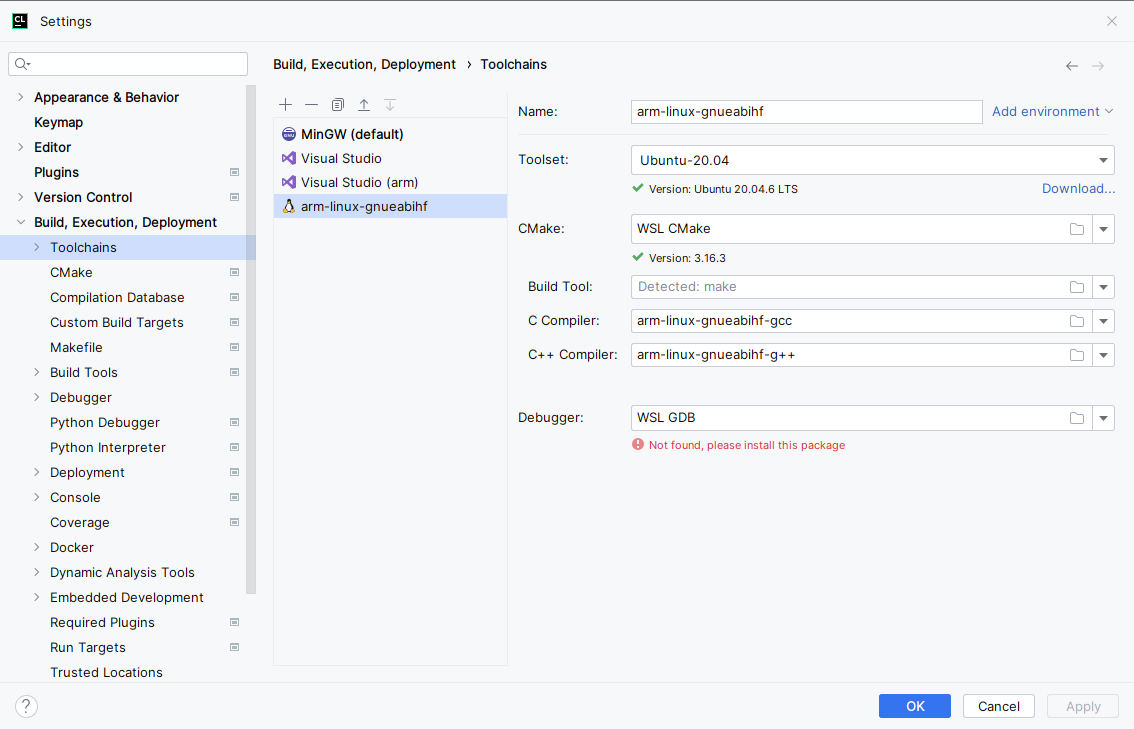 CL Settings
Appearance & Behavior
Keymap
Editor
Plugins
Version Control
Build, Execution, Deployment
Toolchains
CMake
Compilation Database
Custom Build Targets
Makefile
Build Tools
Debugger
Python Debugger
Python Interpreter
Deployment
Console
Coverage
Docker
Dynamic Analysis Tools
Embedded Development
Required Plugins
Run Targets
Trusted Locations
Build, Execution, Deployment › Toolchains
GNU MinGW (default)
Visual Studio
Visual Studio (arm)
arm-linux-gnueabihf
Name: arm-linux-gnueabihf Add environment
Toolset: Ubuntu-20.04
Version: Ubuntu 20.04.6 LTS Download...
CMake: WSL CMake
Version: 3.16.3
Build Tool: Detected: make
C Compiler: arm-linux-gnueabihf-gcc
C++ Compiler: arm-linux-gnueabihf-g++
Debugger: WSL GDB
Not found, please install this package
? OK Cancel Apply